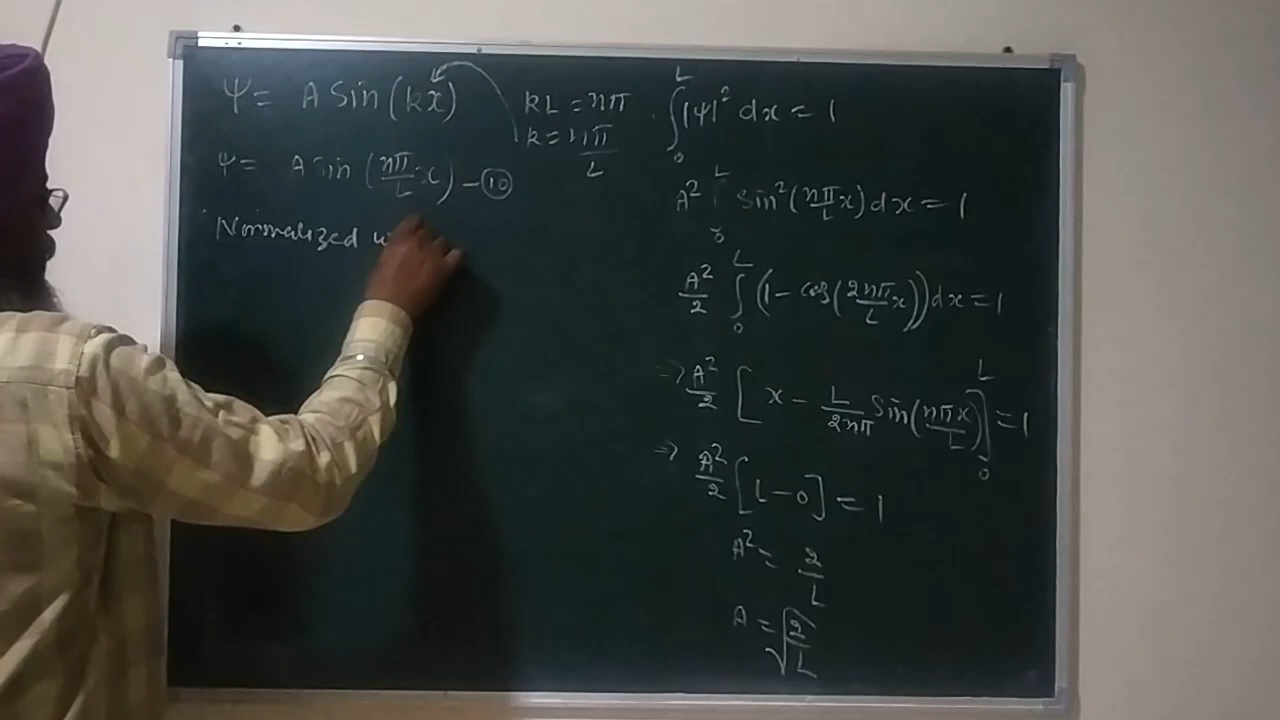 Ψ = A Sin (kx)
kL = nπ
k = nπ/L
Ψ = A Sin (nπ/L x) – ⑩
Normalized
∫₀ᴸ |Ψ|² dx = 1
A² ∫₀ᴸ Sin² (nπ/L x) dx = 1
A²/2 ∫₀ᴸ (1 – cos (2nπ/L x)) dx = 1
⇒ A²/2 [x – L/2nπ Sin (nπx/L)]₀ᴸ = 1
⇒ A²/2 [L – 0] = 1
A² = 2/L
A = √(2/L)